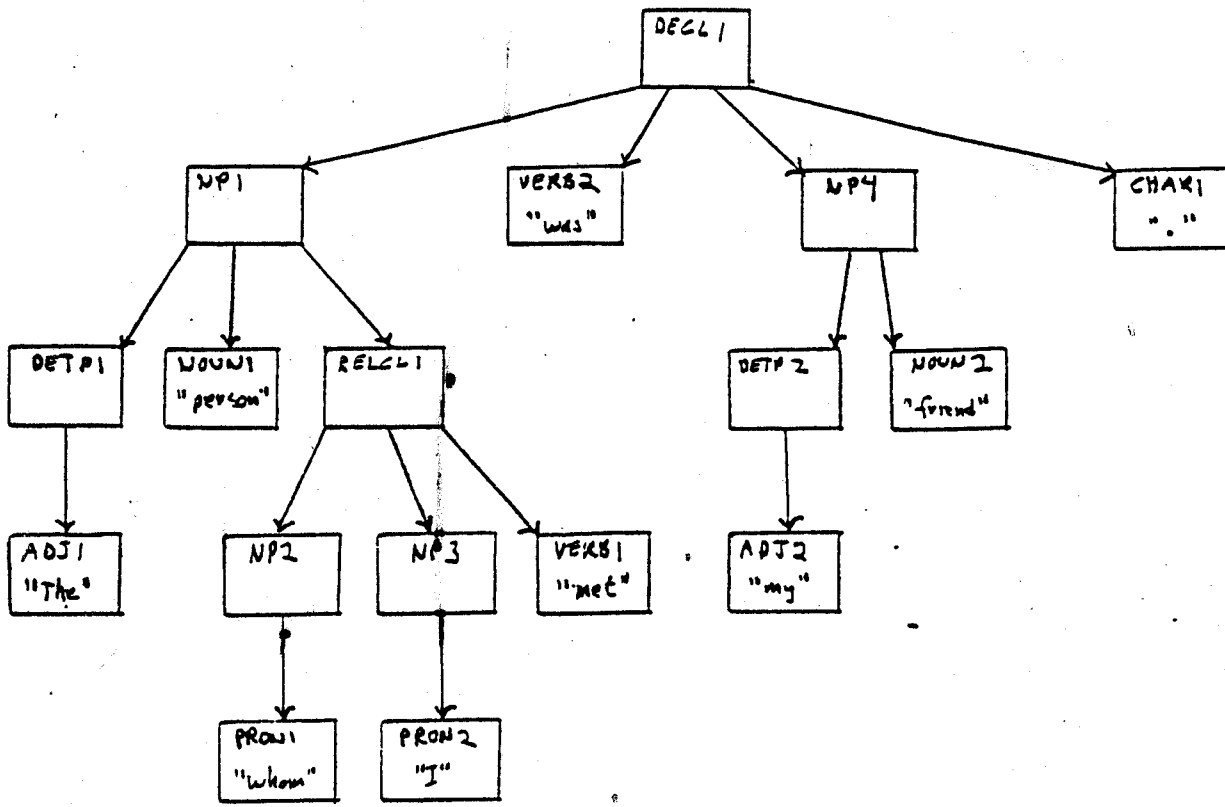 DECL1
NP1
VERB2
"was"
NP4
CHAR1
"."
DETP1
NOUN1
"person"
RELCL1
DETP2
NOUN2
"friend"
ADJ1
"The"
NP2
NP3
VERB1
"met"
ADJ2
"my"
PRON1
"whom"
PRON2
"I"